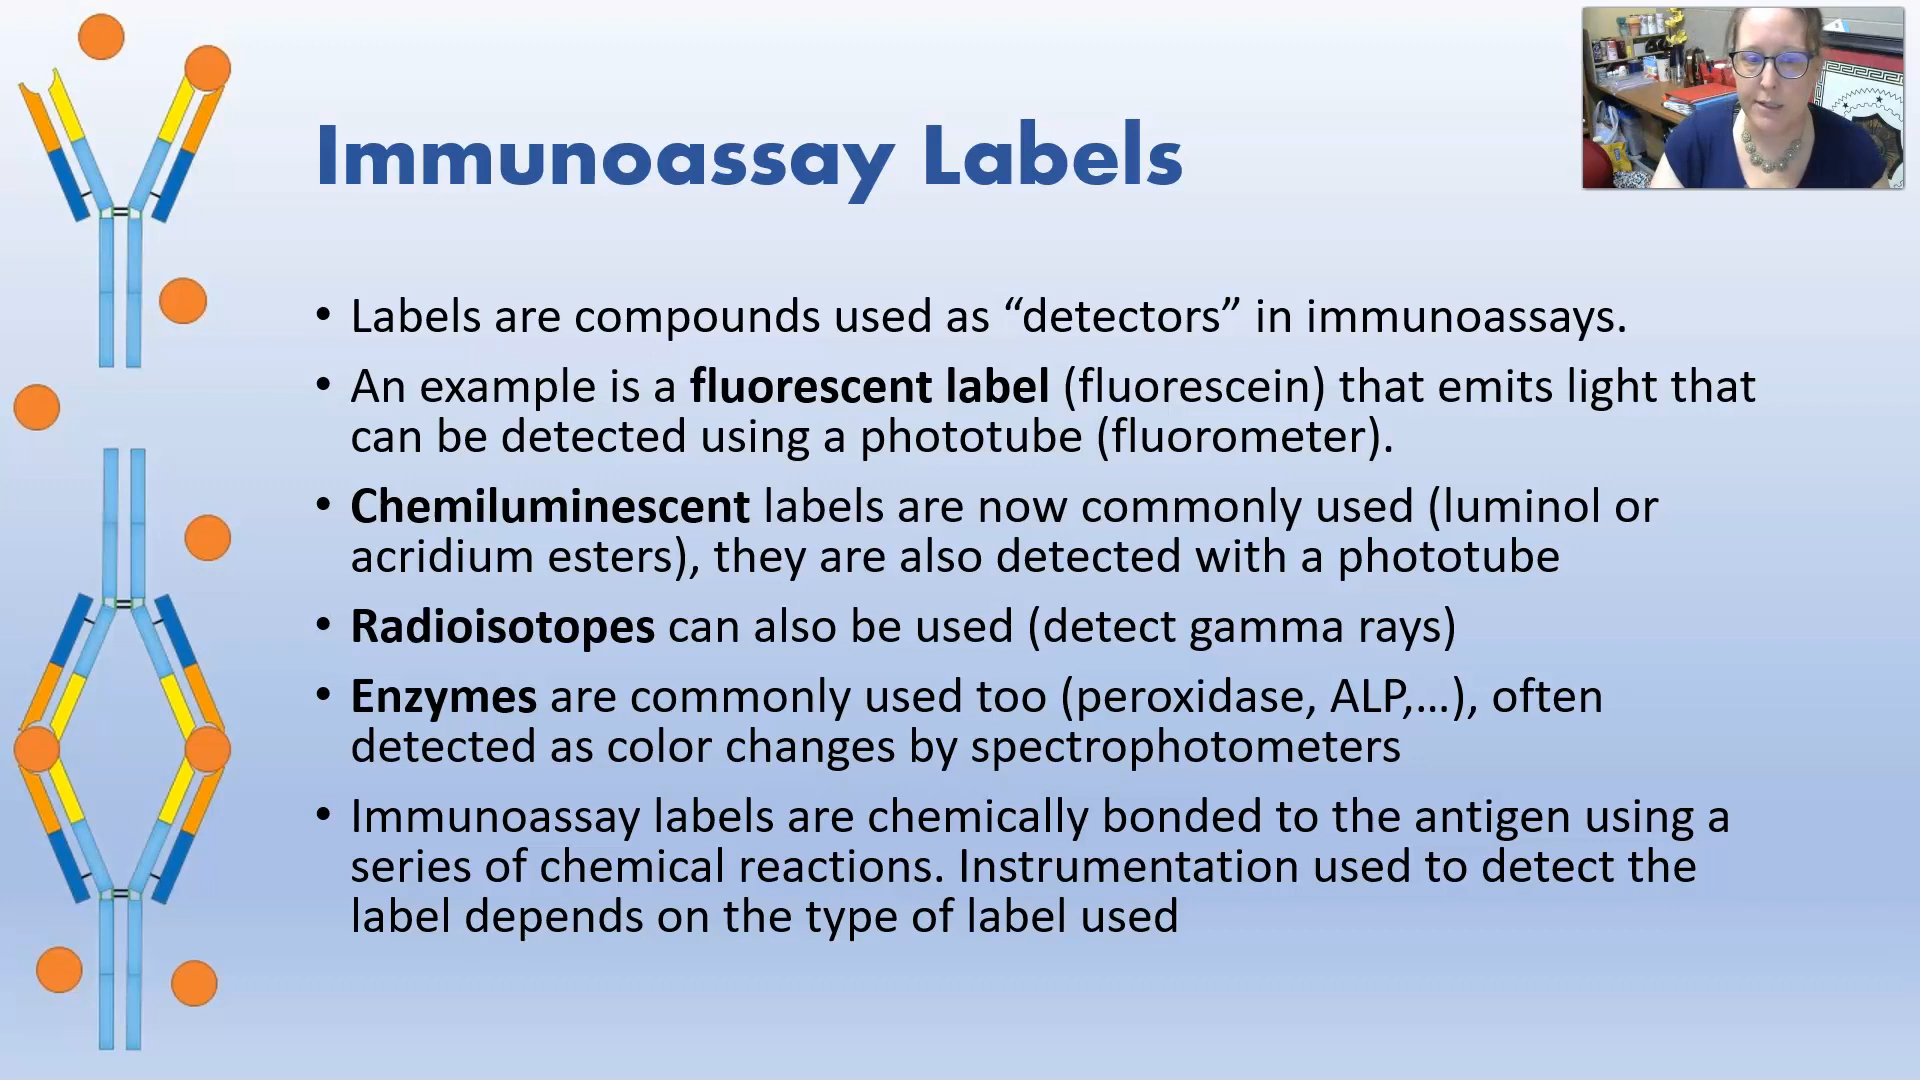 Immunoassay Labels
• Labels are compounds used as “detectors” in immunoassays.
• An example is a fluorescent label (fluorescein) that emits light that
can be detected using a phototube (fluorometer).
• Chemiluminescent labels are now commonly used (luminol or
acridium esters), they are also detected with a phototube
• Radioisotopes can also be used (detect gamma rays)
• Enzymes are commonly used too (peroxidase, ALP,...), often
detected as color changes by spectrophotometers
• Immunoassay labels are chemically bonded to the antigen using a
series of chemical reactions. Instrumentation used to detect the
label depends on the type of label used